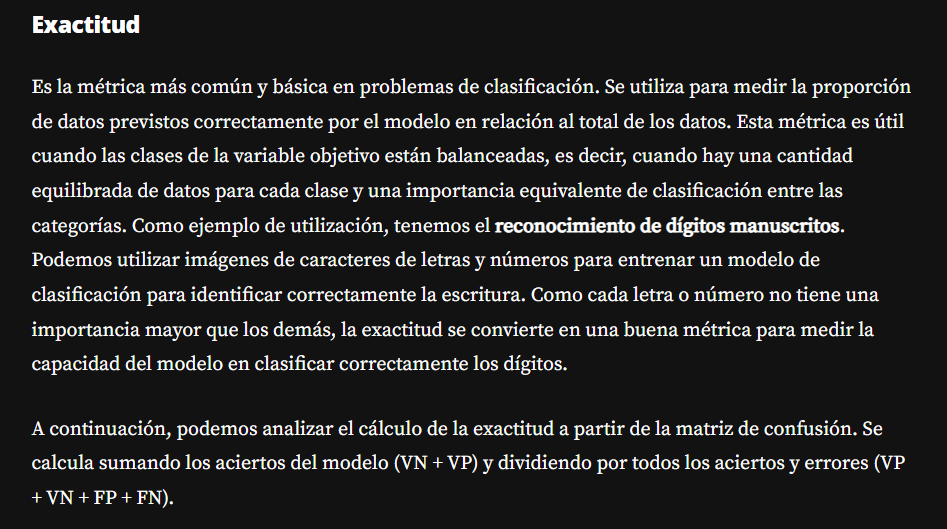 Exactitud
Es la métrica más común y básica en problemas de clasificación. Se utiliza para medir la proporción
de datos previstos correctamente por el modelo en relación al total de los datos. Esta métrica es útil
cuando las clases de la variable objetivo están balanceadas, es decir, cuando hay una cantidad
equilibrada de datos para cada clase y una importancia equivalente de clasificación entre las
categorías. Como ejemplo de utilización, tenemos el reconocimiento de dígitos manuscritos.
Podemos utilizar imágenes de caracteres de letras y números para entrenar un modelo de
clasificación para identificar correctamente la escritura. Como cada letra o número no tiene una
importancia mayor que los demás, la exactitud se convierte en una buena métrica para medir la
capacidad del modelo en clasificar correctamente los dígitos.
A continuación, podemos analizar el cálculo de la exactitud a partir de la matriz de confusión. Se
calcula sumando los aciertos del modelo (VN + VP) y dividiendo por todos los aciertos y errores (VP
+ VN + FP + FN).